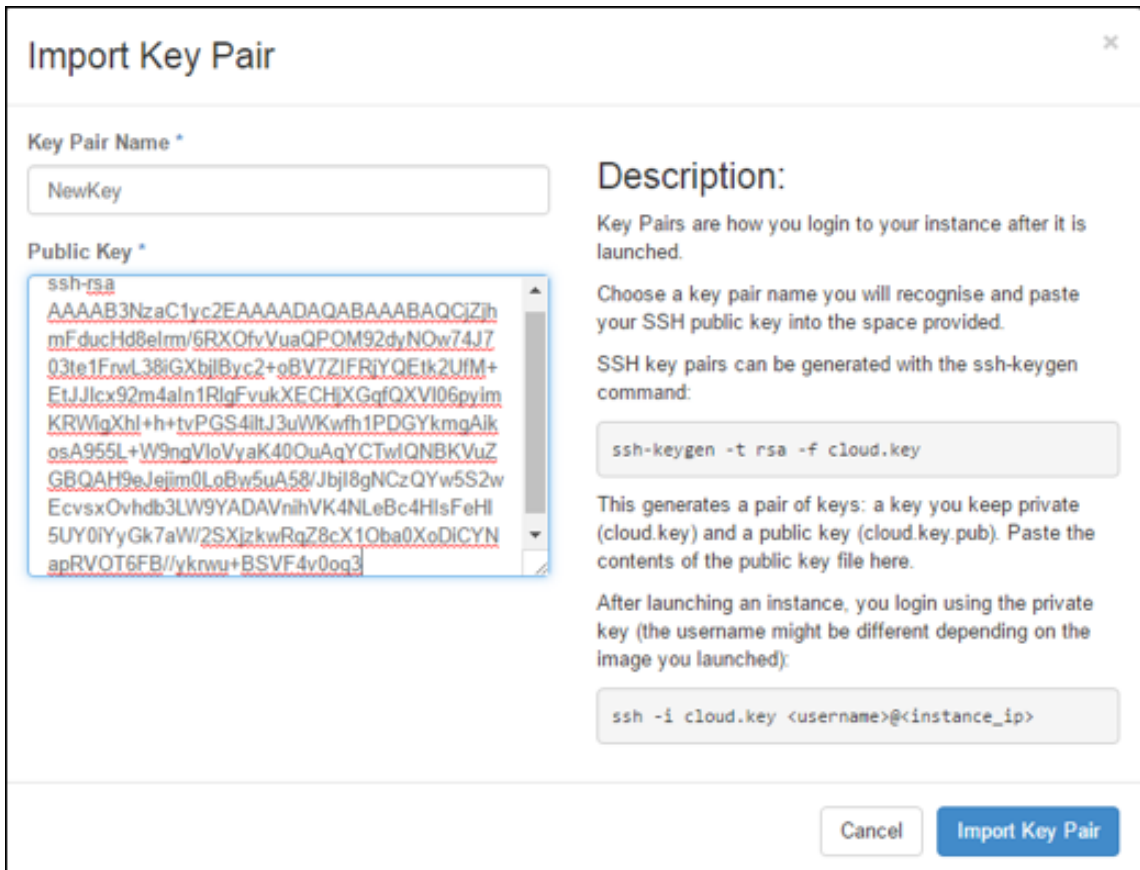 Import Key Pair
×
Key Pair Name *
NewKey
Public Key *
ssh-rsa
AAAAB3NzaC1yc2EAAAADAQABAAABAQCjZjh
mFducHd8eIrm/6RXOfvVuaQPOM92dyNOw74J7
03te1FrwL38iGXbjlByc2+oBV7ZIFRjYQEtk2UfM+
EtJJlcx92m4aln1RlgFvukXECHjXGqfQXVl06pyim
KRWigXhI+h+tvPGS4iltJ3uWKwfh1PDGYkmgAik
osA955L+W9ngVloVyaK40OuAqYCTwIQNBKVuZ
GBQAH9eJejim0LoBw5uA58/JbjI8gNCzQYw5S2w
EcvsxOvhdb3LW9YADAVnihVK4NLeBc4HIsFeHI
5UY0iYyGk7aW/2SXjzkwRqZ8cX1Oba0XoDiCYN
apRVOT6FB//ykrwu+BSVF4v0oq3
Description:
Key Pairs are how you login to your instance after it is
launched.
Choose a key pair name you will recognise and paste
your SSH public key into the space provided.
SSH key pairs can be generated with the ssh-keygen
command:
ssh-keygen -t rsa -f cloud.key
This generates a pair of keys: a key you keep private
(cloud.key) and a public key (cloud.key.pub). Paste the
contents of the public key file here.
After launching an instance, you login using the private
key (the username might be different depending on the
image you launched):
ssh -i cloud.key <username>@<instance_ip>
Cancel
Import Key Pair